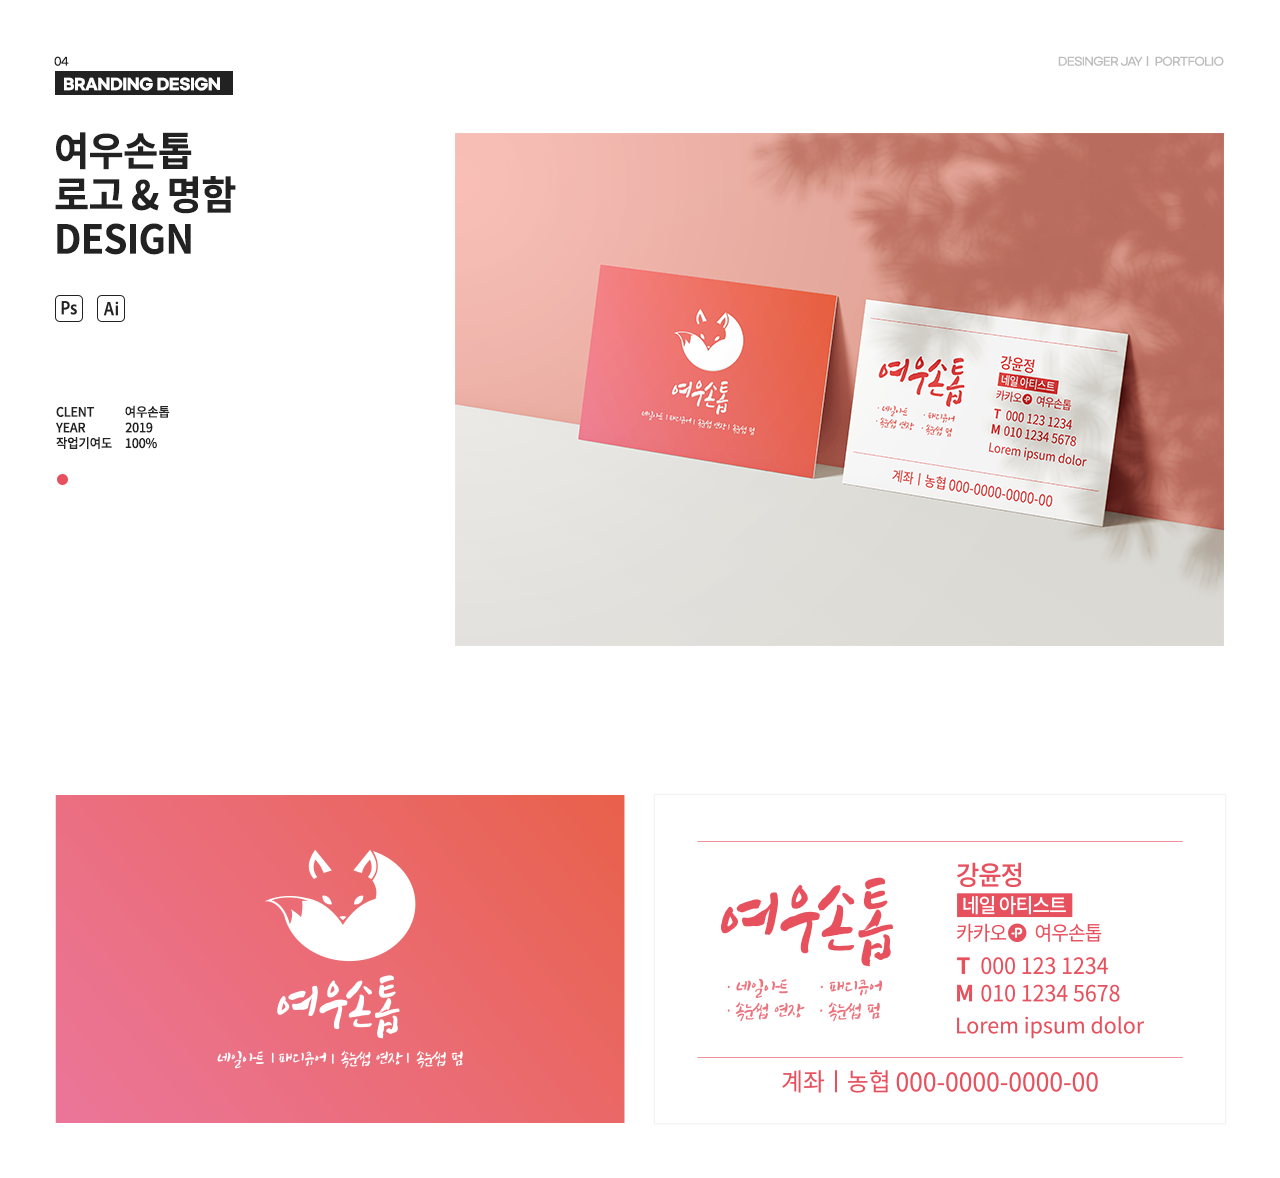 04
BRANDING DESIGN
DESINGER JAY | PORTFOLIO
여우손톱
로고 & 명함
DESIGN
Ps Ai
CLENT 여우손톱
YEAR 2019
작업기여도 100%
여우손톱
네일아트 | 패디큐어 | 속눈썹 연장 | 속눈썹 펌
여우손톱
· 네일아트 · 패디큐어
· 속눈썹 연장 · 속눈썹 펌
강윤정
네일 아티스트
카카오P 여우손톱
T 000 123 1234
M 010 1234 5678
Lorem ipsum dolor
계좌 | 농협 000-0000-0000-00
여우손톱
네일아트 | 패디큐어 | 속눈썹 연장 | 속눈썹 펌
여우손톱
· 네일아트 · 패디큐어
· 속눈썹 연장 · 속눈썹 펌
강윤정
네일 아티스트
카카오P 여우손톱
T 000 123 1234
M 010 1234 5678
Lorem ipsum dolor
계좌 | 농협 000-0000-0000-00